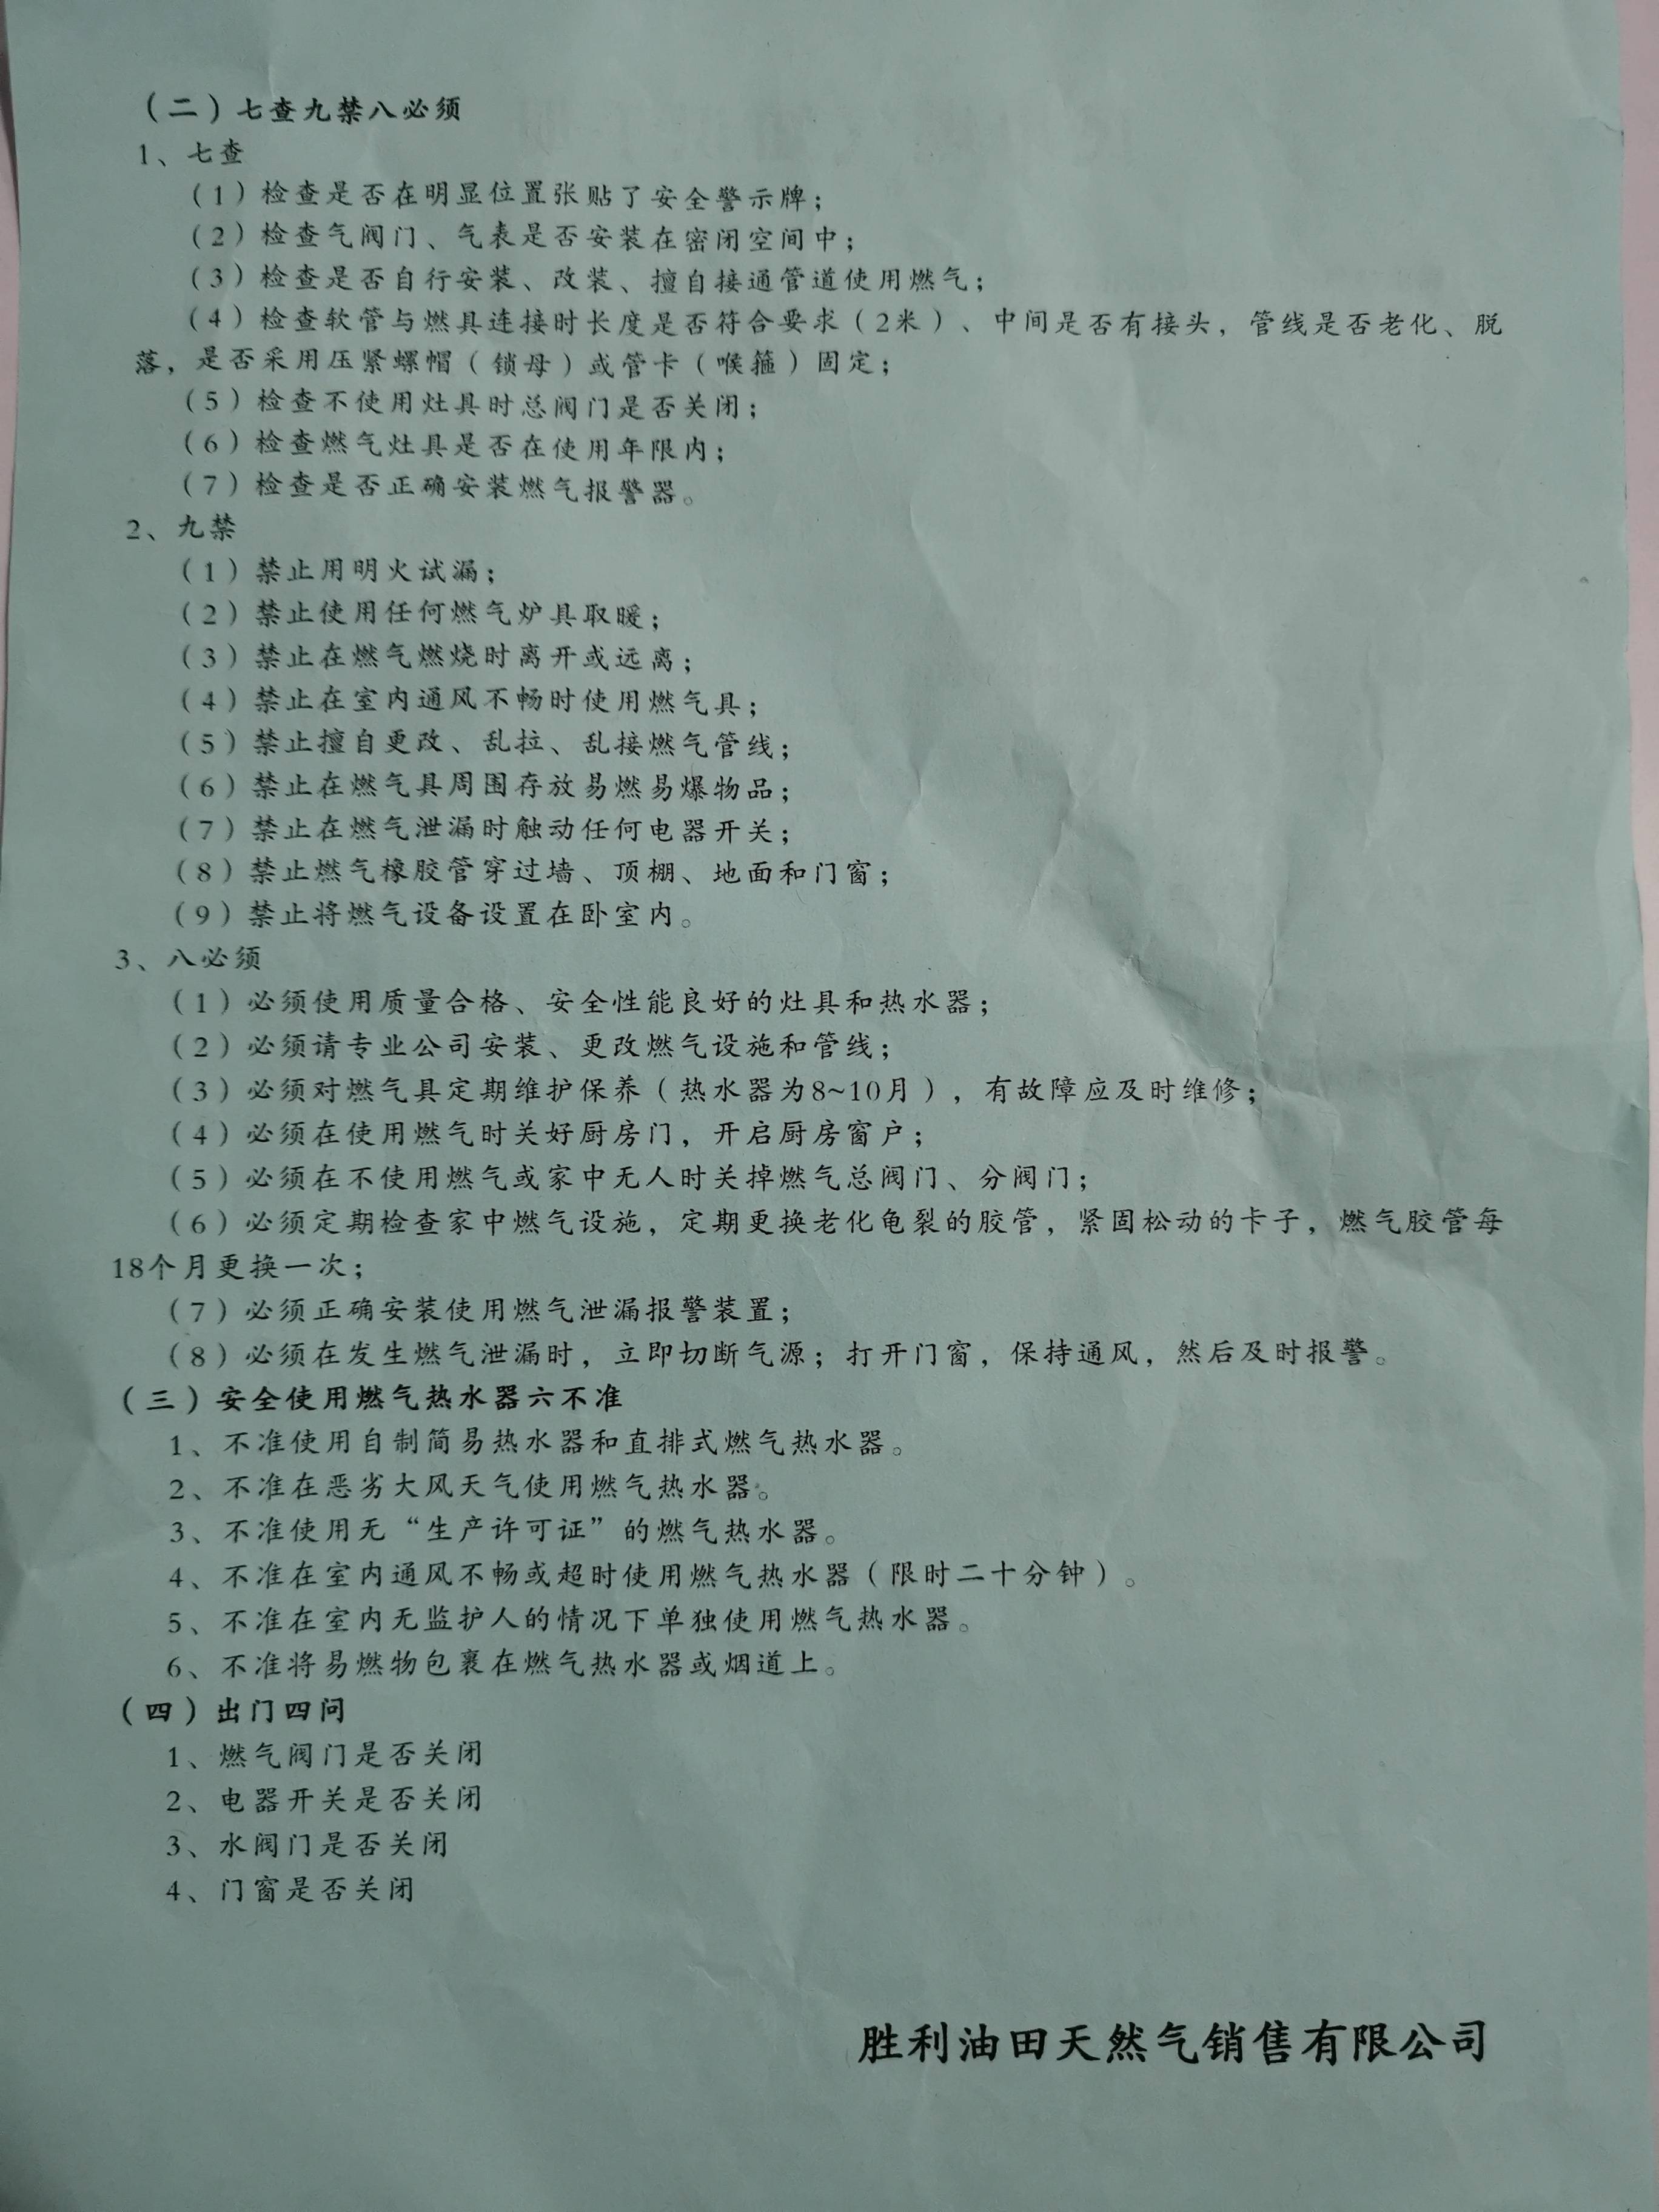 （二）七查九禁八必须
1、七查
（1）检查是否在明显位置张贴了安全警示牌；
（2）检查气阀门、气表是否安装在密闭空间中；
（3）检查是否自行安装、改装、擅自接通管道使用燃气；
（4）检查软管与燃具连接时长度是否符合要求（2米）、中间是否有接头，管线是否老化、脱
落，是否采用压紧螺帽（锁母）或管卡（喉箍）固定；
（5）检查不使用灶具时总阀门是否关闭；
（6）检查燃气灶具是否在使用年限内；
（7）检查是否正确安装燃气报警器。
2、九禁
（1）禁止用明火试漏；
（2）禁止使用任何燃气炉具取暖；
（3）禁止在燃气燃烧时离开或远离；
（4）禁止在室内通风不畅时使用燃气具；
（5）禁止擅自更改、乱拉、乱接燃气管线；
（6）禁止在燃气具周围存放易燃易爆物品；
（7）禁止在燃气泄漏时触动任何电器开关；
（8）禁止燃气橡胶管穿过墙、顶棚、地面和门窗；
（9）禁止将燃气设备设置在卧室内。
3、八必须
（1）必须使用质量合格、安全性能良好的灶具和热水器；
（2）必须请专业公司安装、更改燃气设施和管线；
（3）必须对燃气具定期维护保养（热水器为8~10月），有故障应及时维修；
（4）必须在使用燃气时关好厨房门，开启厨房窗户；
（5）必须在不使用燃气或家中无人时关掉燃气总阀门、分阀门；
（6）必须定期检查家中燃气设施，定期更换老化龟裂的胶管，紧固松动的卡子，燃气胶管每
18个月更换一次；
（7）必须正确安装使用燃气泄漏报警装置；
（8）必须在发生燃气泄漏时，立即切断气源；打开门窗，保持通风，然后及时报警。
（三）安全使用燃气热水器六不准
1、不准使用自制简易热水器和直排式燃气热水器。
2、不准在恶劣大风天气使用燃气热水器。
3、不准使用无“生产许可证”的燃气热水器。
4、不准在室内通风不畅或超时使用燃气热水器（限时二十分钟）。
5、不准在室内无监护人的情况下单独使用燃气热水器。
6、不准将易燃物包裹在燃气热水器或烟道上。
（四）出门四问
1、燃气阀门是否关闭
2、电器开关是否关闭
3、水阀门是否关闭
4、门窗是否关闭
胜利油田天然气销售有限公司